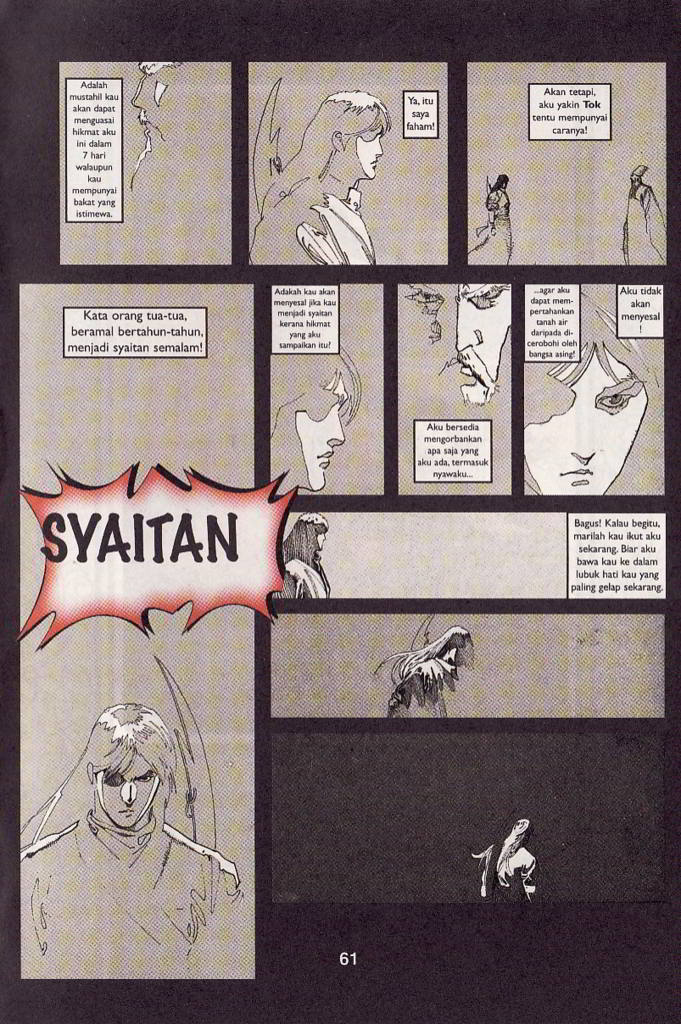 Adalah
mustahil kau
akan dapat
menguasai
hikmat aku
ini dalam
7 hari
walaupun
kau
mempunyai
bakat yang
istimewa.
Ya, itu
saya
faham!
Akan tetapi,
aku yakin Tok
tentu mempunyai
caranya!
Kata orang tua-tua,
beramal bertahun-tahun,
menjadi syaitan semalam!
SYAITAN
Adakah kau akan
menyesal jika kau
menjadi syaitan
kerana hikmat
yang aku
sampaikan itu?
Aku bersedia
mengorbankan
apa saja yang
aku ada, termasuk
nyawaku...
...agar aku
dapat mem-
pertahankan
tanah air
daripada di-
cerobohi oleh
bangsa asing!
Aku tidak
akan
menyesal
!
Bagus! Kalau begitu,
marilah kau ikut aku
sekarang. Biar aku
bawa kau ke dalam
lubuk hati kau yang
paling gelap sekarang.
61